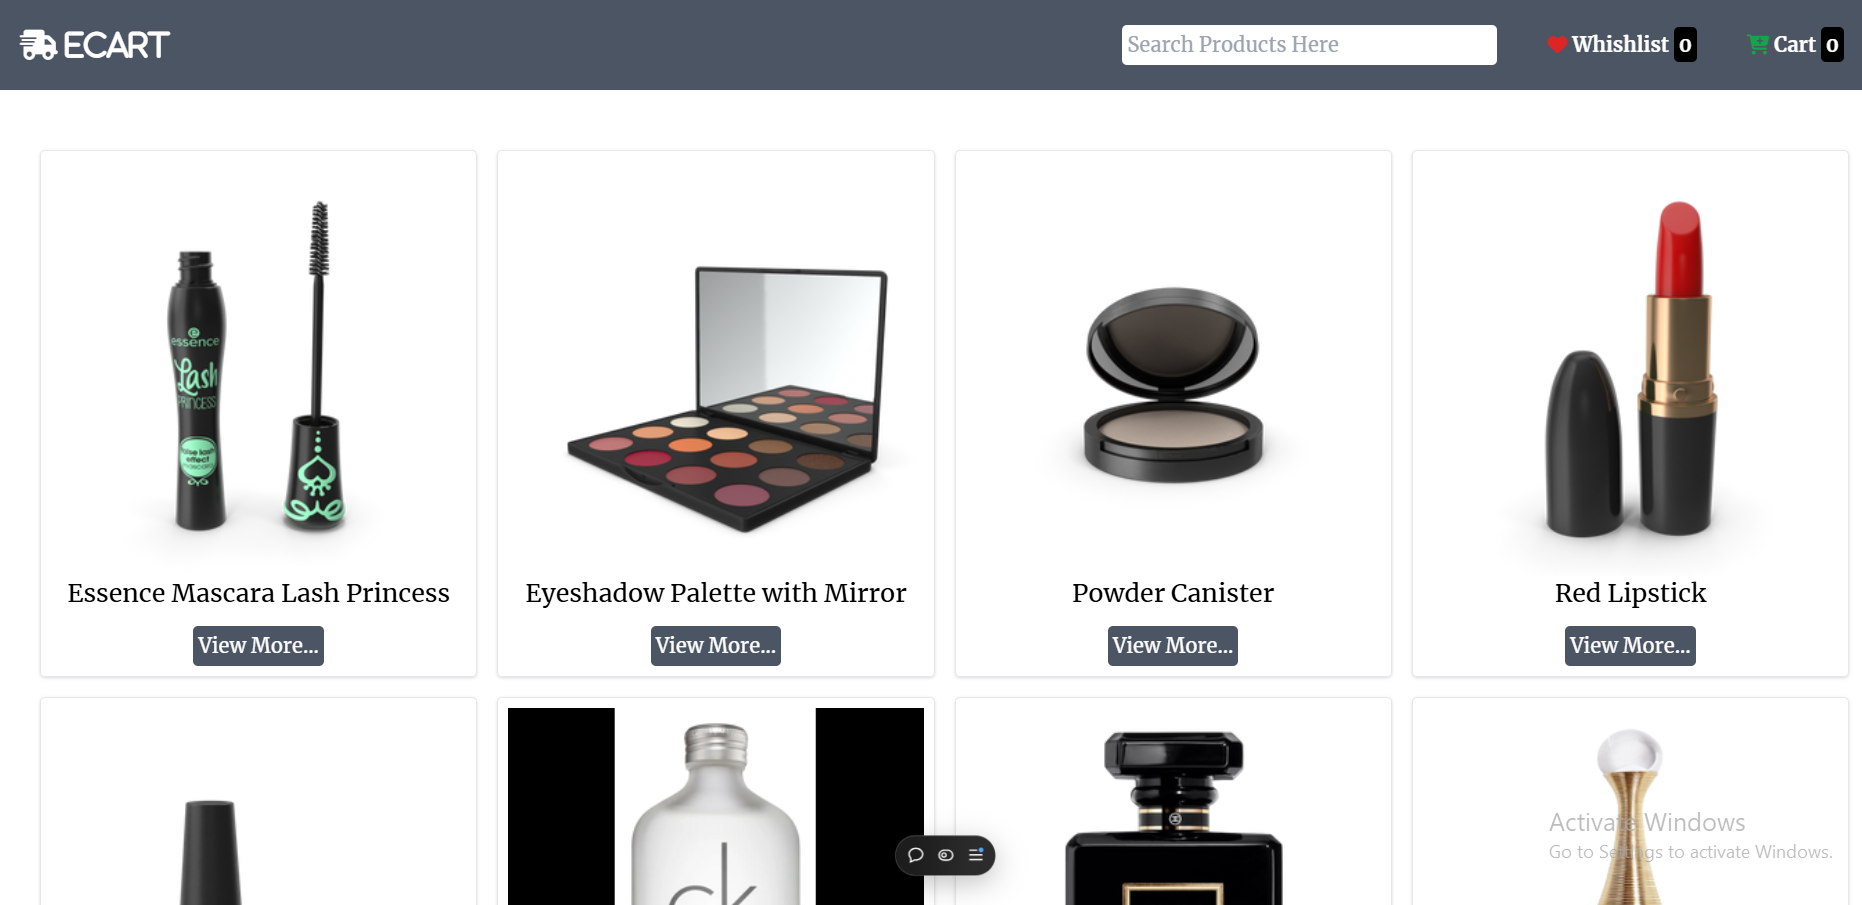 ECART
Search Products Here
Whishlist 0
Cart 0
essence
Lash
PRINCESS
false lash
effect
mascara
Essence Mascara Lash Princess
Eyeshadow Palette with Mirror
Powder Canister
Red Lipstick
View More...
View More...
View More...
View More...
ck
Activate Windows
Go to Settings to activate Windows.